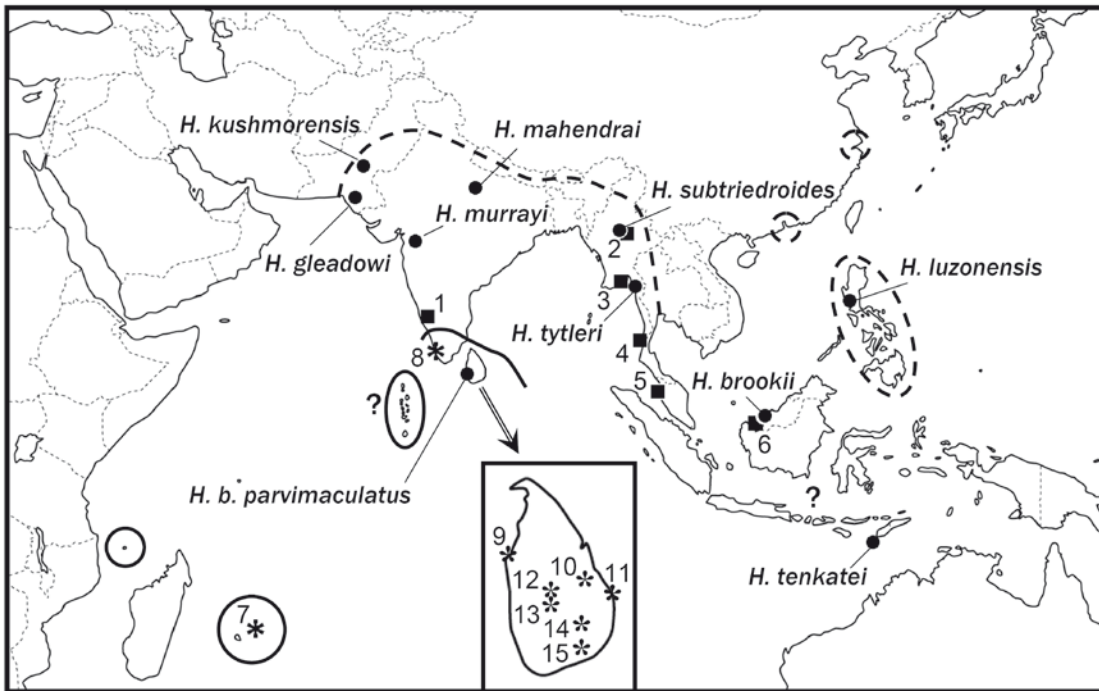 H. kushmorensis
H. mahendrai
H. subtriedroides
H. murrayi
2
H. luzonensis
H. gleadowi
3
1
H. tytleri
8
4
5
H. brookii
?
6
H. b. parvimaculatus
?
9
10
11
12
13
H. tenkatei
7
14
15